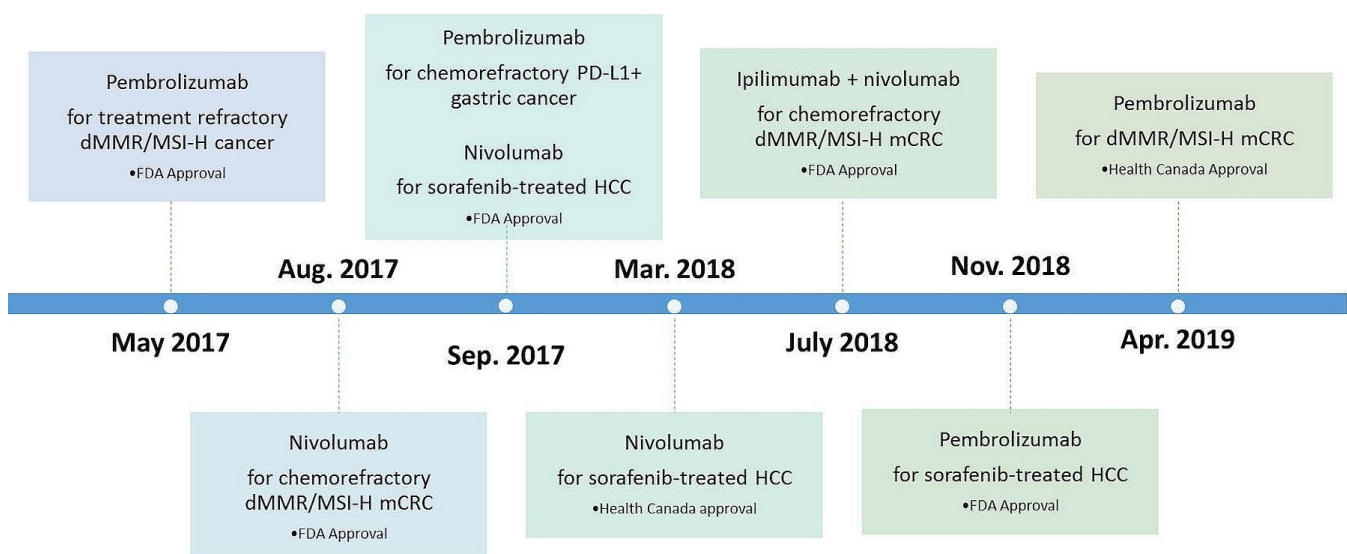 Pembrolizumab
for treatment refractory
dMMR/MSI-H cancer
•FDA Approval
Pembrolizumab
for chemorefractory PD-L1+
gastric cancer
Nivolumab
for sorafenib-treated HCC
•FDA Approval
Ipilimumab + nivolumab
for chemorefractory
dMMR/MSI-H mCRC
•FDA Approval
Pembrolizumab
for dMMR/MSI-H mCRC
•Health Canada Approval
Aug. 2017
Mar. 2018
Nov. 2018
May 2017
Sep. 2017
July 2018
Apr. 2019
Nivolumab
for chemorefractory
dMMR/MSI-H mCRC
•FDA Approval
Nivolumab
for sorafenib-treated HCC
•Health Canada approval
Pembrolizumab
for sorafenib-treated HCC
•FDA Approval